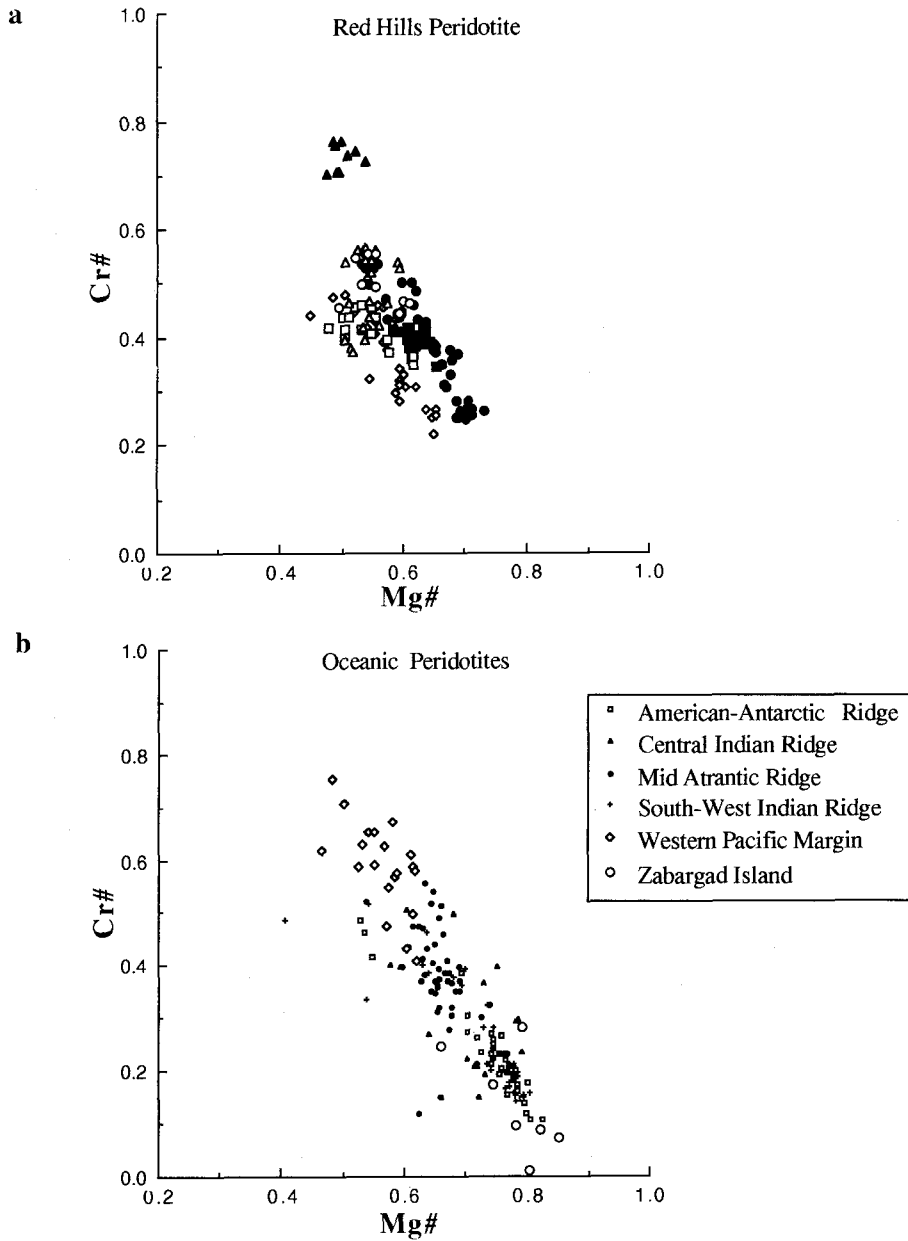 a
Red Hills Peridotite
1.0
0.8
0.6
0.4
0.2
0.0
Cr#
0.2 0.4 0.6 0.8 1.0
Mg#
b
Oceanic Peridotites
1.0
0.8
0.6
0.4
0.2
0.0
Cr#
0.2 0.4 0.6 0.8 1.0
Mg#
American-Antarctic Ridge
Central Indian Ridge
Mid Atrantic Ridge
South-West Indian Ridge
Western Pacific Margin
Zabargad Island